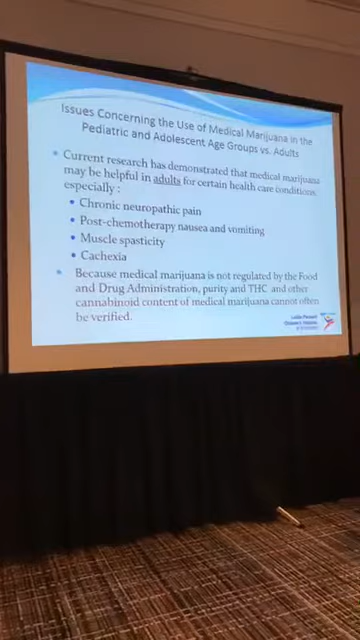 Issues Concerning the Use of Medical Marijuana in the
Pediatric and Adolescent Age Groups vs. Adults
• Current research has demonstrated that medical marijuana
may be helpful in adults for certain health care conditions,
especially :
• Chronic neuropathic pain
• Post-chemotherapy nausea and vomiting
• Muscle spasticity
• Cachexia
• Because medical marijuana is not regulated by the Food
and Drug Administration, purity and THC and other
cannabinoid content of medical marijuana cannot often
be verified.
Children's Hospital